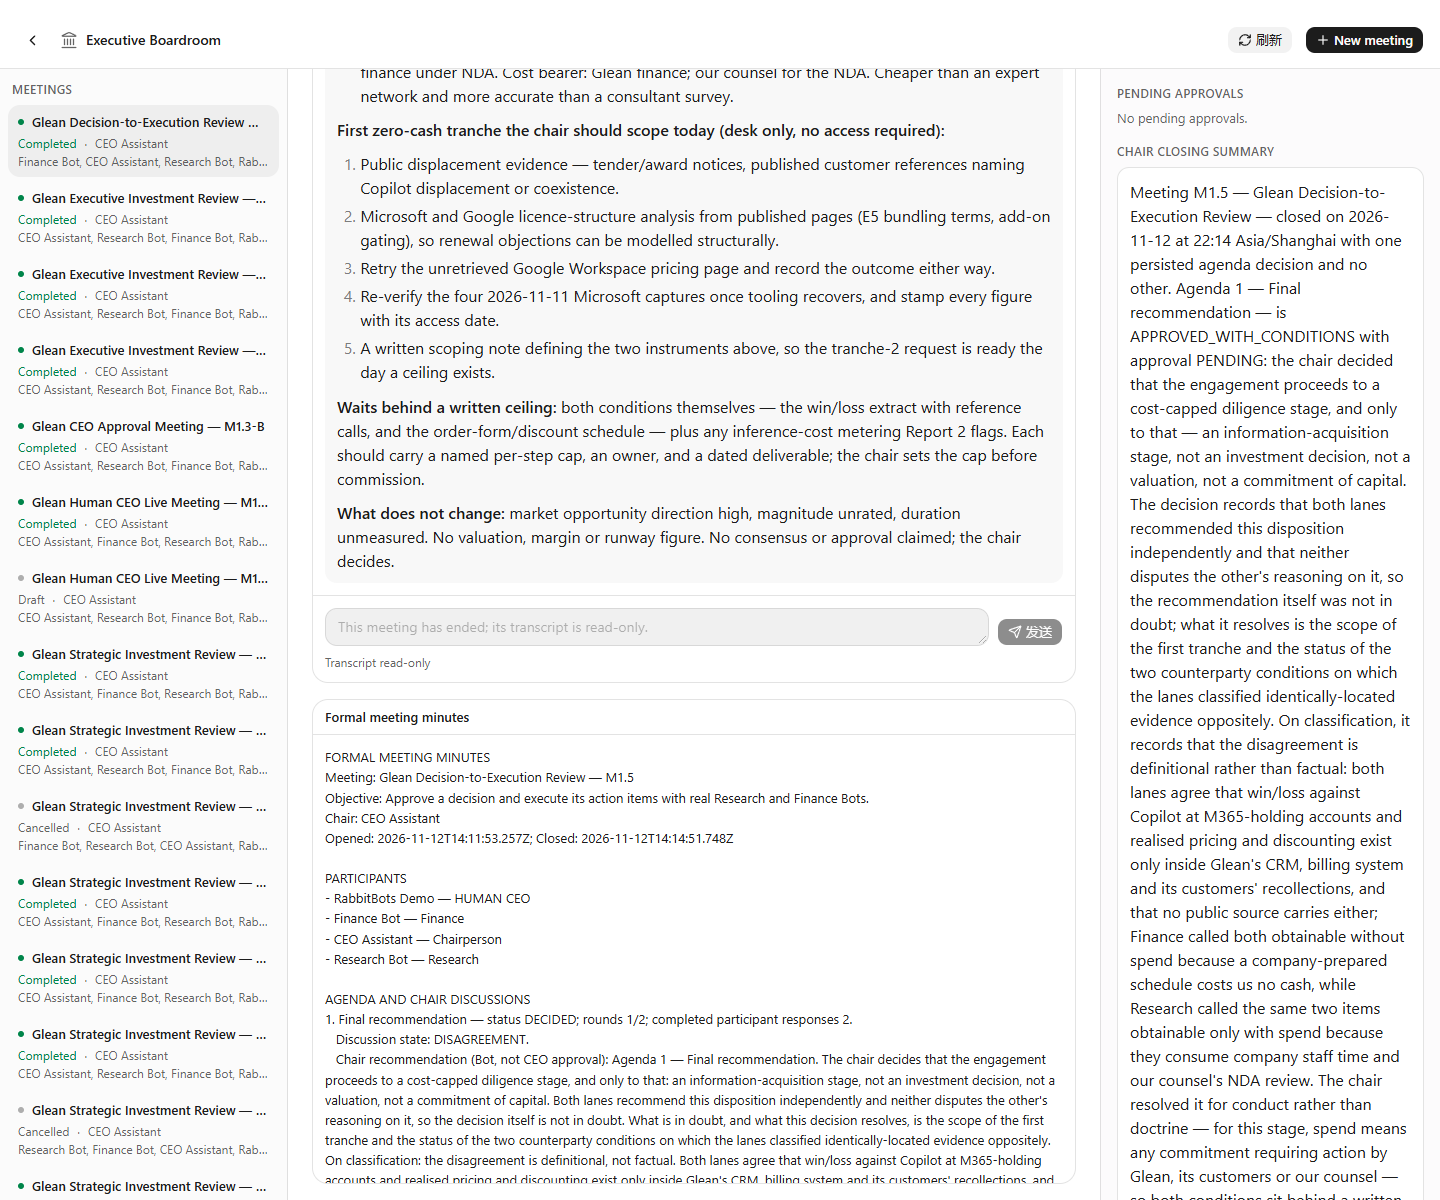 Executive Boardroom
刷新
New meeting
MEETINGS
Glean Decision-to-Execution Review ...
Completed · CEO Assistant
Finance Bot, CEO Assistant, Research Bot, Rab...
Glean Executive Investment Review —...
Completed · CEO Assistant
CEO Assistant, Research Bot, Finance Bot, Rab...
Glean Executive Investment Review —...
Completed · CEO Assistant
CEO Assistant, Research Bot, Finance Bot, Rab...
Glean Executive Investment Review —...
Completed · CEO Assistant
CEO Assistant, Research Bot, Finance Bot, Rab...
Glean CEO Approval Meeting — M1.3-B
Completed · CEO Assistant
CEO Assistant, Research Bot, Finance Bot, Rab...
Glean Human CEO Live Meeting — M1...
Completed · CEO Assistant
CEO Assistant, Research Bot, Finance Bot, Rab...
Glean Human CEO Live Meeting — M1...
Draft · CEO Assistant
CEO Assistant, Research Bot, Finance Bot, Rab...
Glean Strategic Investment Review — ...
Completed · CEO Assistant
CEO Assistant, Finance Bot, Research Bot, Rab...
Glean Strategic Investment Review — ...
Completed · CEO Assistant
CEO Assistant, Finance Bot, Research Bot, Rab...
Glean Strategic Investment Review — ...
Cancelled · CEO Assistant
Finance Bot, Research Bot, CEO Assistant, Rab...
Glean Strategic Investment Review — ...
Completed · CEO Assistant
CEO Assistant, Finance Bot, Research Bot, Rab...
Glean Strategic Investment Review — ...
Completed · CEO Assistant
CEO Assistant, Finance Bot, Research Bot, Rab...
Glean Strategic Investment Review — ...
Completed · CEO Assistant
CEO Assistant, Finance Bot, Research Bot, Rab...
Glean Strategic Investment Review — ...
Cancelled · CEO Assistant
Research Bot, Finance Bot, CEO Assistant, Rab...
Glean Strategic Investment Review — ...
finance under NDA. Cost bearer: Glean finance; our counsel for the NDA. Cheaper than an expert
network and more accurate than a consultant survey.
First zero-cash tranche the chair should scope today (desk only, no access required):
1. Public displacement evidence — tender/award notices, published customer references naming
Copilot displacement or coexistence.
2. Microsoft and Google licence-structure analysis from published pages (E5 bundling terms, add-on
gating), so renewal objections can be modelled structurally.
3. Retry the unretrieved Google Workspace pricing page and record the outcome either way.
4. Re-verify the four 2026-11-11 Microsoft captures once tooling recovers, and stamp every figure
with its access date.
5. A written scoping note defining the two instruments above, so the tranche-2 request is ready the
day a ceiling exists.
Waits behind a written ceiling: both conditions themselves — the win/loss extract with reference
calls, and the order-form/discount schedule — plus any inference-cost metering Report 2 flags. Each
should carry a named per-step cap, an owner, and a dated deliverable; the chair sets the cap before
commission.
What does not change: market opportunity direction high, magnitude unrated, duration
unmeasured. No valuation, margin or runway figure. No consensus or approval claimed; the chair
decides.
This meeting has ended; its transcript is read-only.
发送
Transcript read-only
Formal meeting minutes
FORMAL MEETING MINUTES
Meeting: Glean Decision-to-Execution Review — M1.5
Objective: Approve a decision and execute its action items with real Research and Finance Bots.
Chair: CEO Assistant
Opened: 2026-11-12T14:11:53.257Z; Closed: 2026-11-12T14:14:51.748Z
PARTICIPANTS
- RabbitBots Demo — HUMAN CEO
- Finance Bot — Finance
- CEO Assistant — Chairperson
- Research Bot — Research
AGENDA AND CHAIR DISCUSSIONS
1. Final recommendation — status DECIDED; rounds 1/2; completed participant responses 2.
Discussion state: DISAGREEMENT.
Chair recommendation (Bot, not CEO approval): Agenda 1 — Final recommendation. The chair decides that the engagement
proceeds to a cost-capped diligence stage, and only to that: an information-acquisition stage, not an investment decision, not a
valuation, not a commitment of capital. Both lanes recommend this disposition independently and neither disputes the other's
reasoning on it, so the decision itself is not in doubt. What is in doubt, and what this decision resolves, is the scope of the first
tranche and the status of the two counterparty conditions on which the lanes classified identically-located evidence oppositely.
On classification: the disagreement is definitional, not factual. Both lanes agree that win/loss against Copilot at M365-holding
accounts and realised pricing and discounting exist only inside Glean's CRM, billing system and its customers' recollections, and
PENDING APPROVALS
No pending approvals.
CHAIR CLOSING SUMMARY
Meeting M1.5 — Glean Decision-to-
Execution Review — closed on 2026-
11-12 at 22:14 Asia/Shanghai with one
persisted agenda decision and no
other. Agenda 1 — Final
recommendation — is
APPROVED_WITH_CONDITIONS with
approval PENDING: the chair decided
that the engagement proceeds to a
cost-capped diligence stage, and only
to that — an information-acquisition
stage, not an investment decision, not a
valuation, not a commitment of capital.
The decision records that both lanes
recommended this disposition
independently and that neither
disputes the other's reasoning on it, so
the recommendation itself was not in
doubt; what it resolves is the scope of
the first tranche and the status of the
two counterparty conditions on which
the lanes classified identically-located
evidence oppositely. On classification, it
records that the disagreement is
definitional rather than factual: both
lanes agree that win/loss against
Copilot at M365-holding accounts and
realised pricing and discounting exist
only inside Glean's CRM, billing system
and its customers' recollections, and
that no public source carries either;
Finance called both obtainable without
spend because a company-prepared
schedule costs us no cash, while
Research called the same two items
obtainable only with spend because
they consume company staff time and
our counsel's NDA review. The chair
resolved it for conduct rather than
doctrine — for this stage, spend means
any commitment requiring action by
Glean, its customers or our counsel —
so both conditions sit behind a written